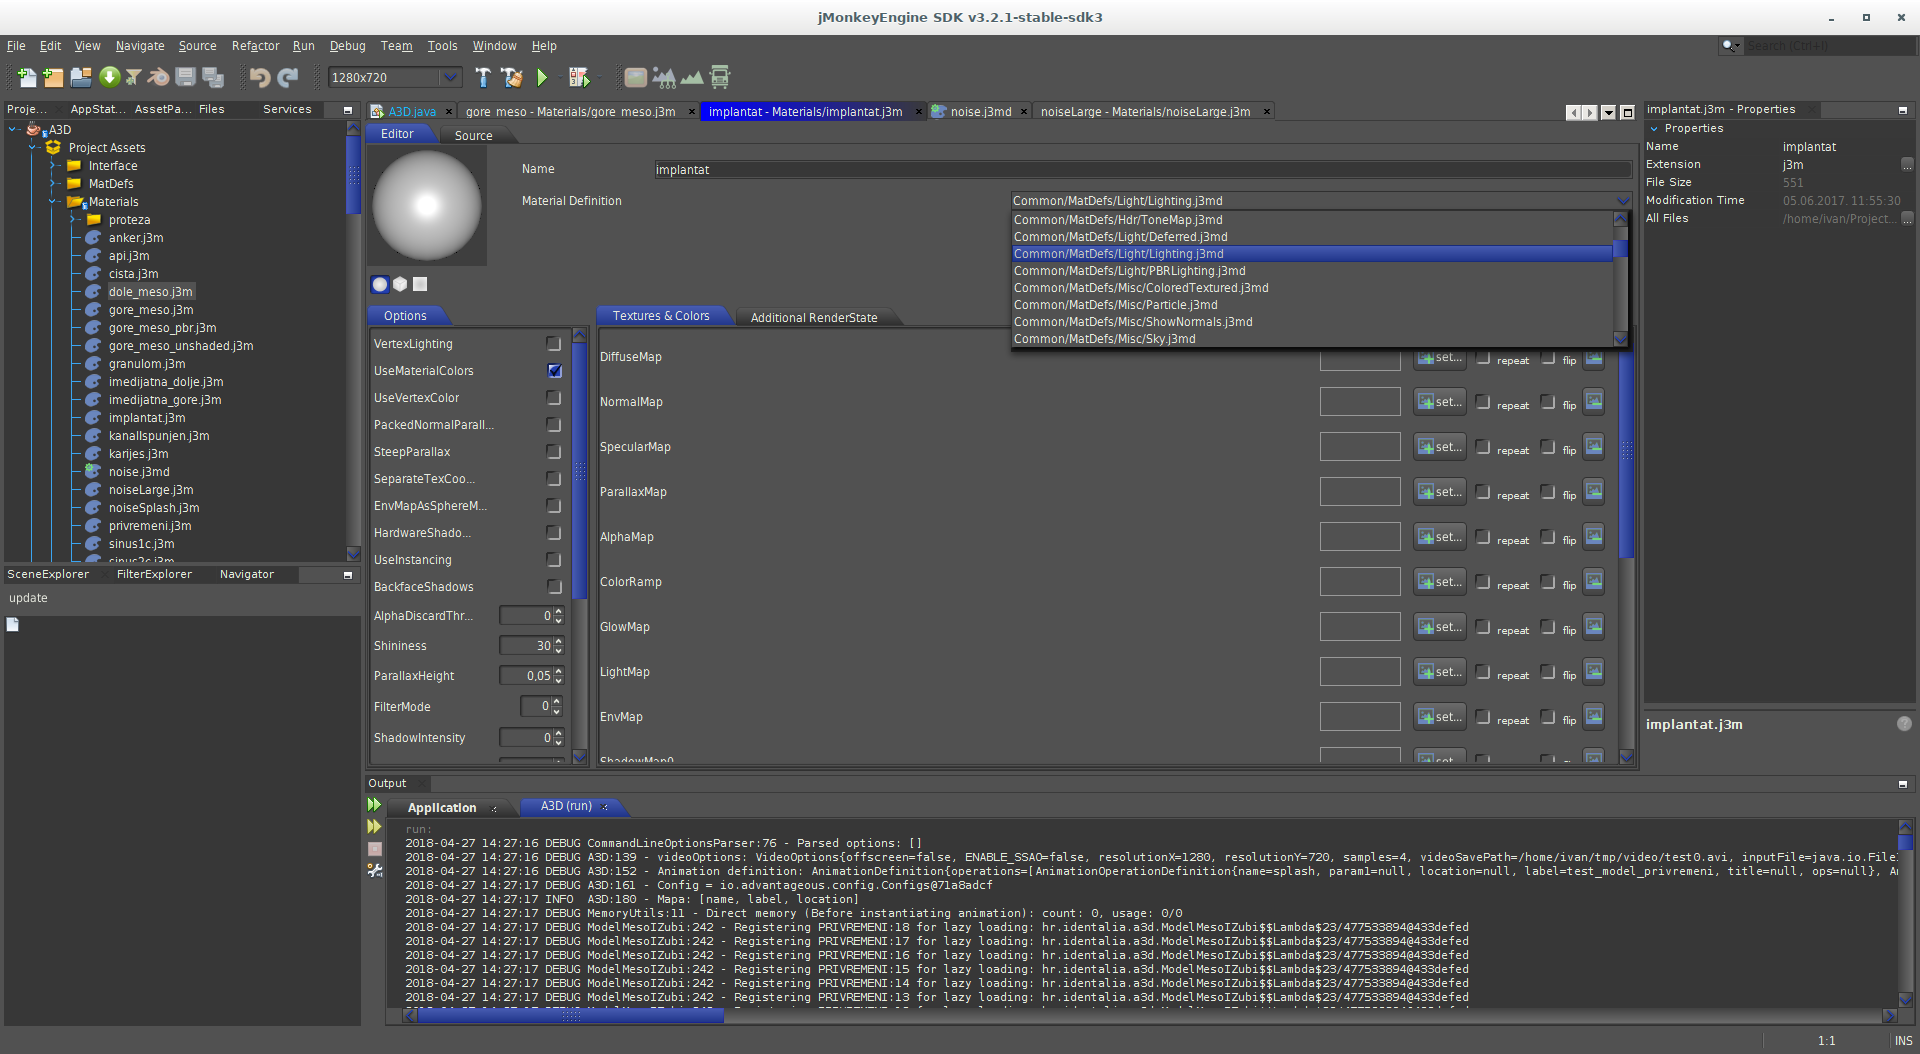 jMonkeyEngine SDK v3.2.1-stable-sdk3
File Edit View Navigate Source Refactor Run Debug Team Tools Window Help
Search (Ctrl+I)
1280x720
Proje... AppStat... AssetPa... Files Services
A3D
Project Assets
Interface
MatDefs
Materials
proteza
anker.j3m
api.j3m
cista.j3m
dole_meso.j3m
gore_meso.j3m
gore_meso_pbr.j3m
gore_meso_unshaded.j3m
granulom.j3m
imedijatna_dolje.j3m
imedijatna_gore.j3m
implantat.j3m
kanalIspunjen.j3m
karijes.j3m
noise.j3md
noiseLarge.j3m
noiseSplash.j3m
privremeni.j3m
sinus1c.j3m
sinus2c.j3m
SceneExplorer FilterExplorer Navigator
update
A3D.java gore_meso - Materials/gore_meso.j3m implantat - Materials/implantat.j3m noise.j3md noiseLarge - Materials/noiseLarge.j3m
Editor Source
Name implantat
Material Definition Common/MatDefs/Light/Lighting.j3md
Common/MatDefs/Hdr/ToneMap.j3md
Common/MatDefs/Light/Deferred.j3md
Common/MatDefs/Light/Lighting.j3md
Common/MatDefs/Light/PBRLighting.j3md
Common/MatDefs/Misc/ColoredTextured.j3md
Common/MatDefs/Misc/Particle.j3md
Common/MatDefs/Misc/ShowNormals.j3md
Common/MatDefs/Misc/Sky.j3md
Options
VertexLighting
UseMaterialColors
UseVertexColor
PackedNormalParall...
SteepParallax
SeparateTexCoo...
EnvMapAsSphereM...
HardwareShado...
UseInstancing
BackfaceShadows
AlphaDiscardThr... 0
Shininess 30
ParallaxHeight 0,05
FilterMode 0
ShadowIntensity 0
Textures & Colors Additional RenderState
DiffuseMap set... repeat flip
NormalMap set... repeat flip
SpecularMap set... repeat flip
ParallaxMap set... repeat flip
AlphaMap set... repeat flip
ColorRamp set... repeat flip
GlowMap set... repeat flip
LightMap set... repeat flip
EnvMap set... repeat flip
ShadowMap0 set...
implantat.j3m - Properties
Properties
Name implantat
Extension j3m ...
File Size 551
Modification Time 05.06.2017. 11:55:30
All Files /home/ivan/Project... ...
implantat.j3m
Output
Application A3D (run)
run:
2018-04-27 14:27:16 DEBUG CommandLineOptionsParser:76 - Parsed options: []
2018-04-27 14:27:16 DEBUG A3D:139 - videoOptions: VideoOptions{offscreen=false, ENABLE_SSAO=false, resolutionX=1280, resolutionY=720, samples=4, videoSavePath=/home/ivan/tmp/video/test0.avi, inputFile=java.io.File
2018-04-27 14:27:16 DEBUG A3D:152 - Animation definition: AnimationDefinition{operations=[AnimationOperationDefinition{name=splash, param1=null, location=null, label=test_model_privremeni, title=null, ops=null}, A
2018-04-27 14:27:17 DEBUG A3D:161 - Config = io.advantageous.config.Configs@71a8adcf
2018-04-27 14:27:17 INFO A3D:180 - Mapa: [name, label, location]
2018-04-27 14:27:17 DEBUG MemoryUtils:11 - Direct memory (Before instantiating animation): count: 0, usage: 0/0
2018-04-27 14:27:17 DEBUG ModelMesoIZubi:242 - Registering PRIVREMENI:18 for lazy loading: hr.identalia.a3d.ModelMesoIZubi$$Lambda$23/477533894@433defed
2018-04-27 14:27:17 DEBUG ModelMesoIZubi:242 - Registering PRIVREMENI:17 for lazy loading: hr.identalia.a3d.ModelMesoIZubi$$Lambda$23/477533894@433defed
2018-04-27 14:27:17 DEBUG ModelMesoIZubi:242 - Registering PRIVREMENI:16 for lazy loading: hr.identalia.a3d.ModelMesoIZubi$$Lambda$23/477533894@433defed
2018-04-27 14:27:17 DEBUG ModelMesoIZubi:242 - Registering PRIVREMENI:15 for lazy loading: hr.identalia.a3d.ModelMesoIZubi$$Lambda$23/477533894@433defed
2018-04-27 14:27:17 DEBUG ModelMesoIZubi:242 - Registering PRIVREMENI:14 for lazy loading: hr.identalia.a3d.ModelMesoIZubi$$Lambda$23/477533894@433defed
2018-04-27 14:27:17 DEBUG ModelMesoIZubi:242 - Registering PRIVREMENI:13 for lazy loading: hr.identalia.a3d.ModelMesoIZubi$$Lambda$23/477533894@433defed
1:1 INS